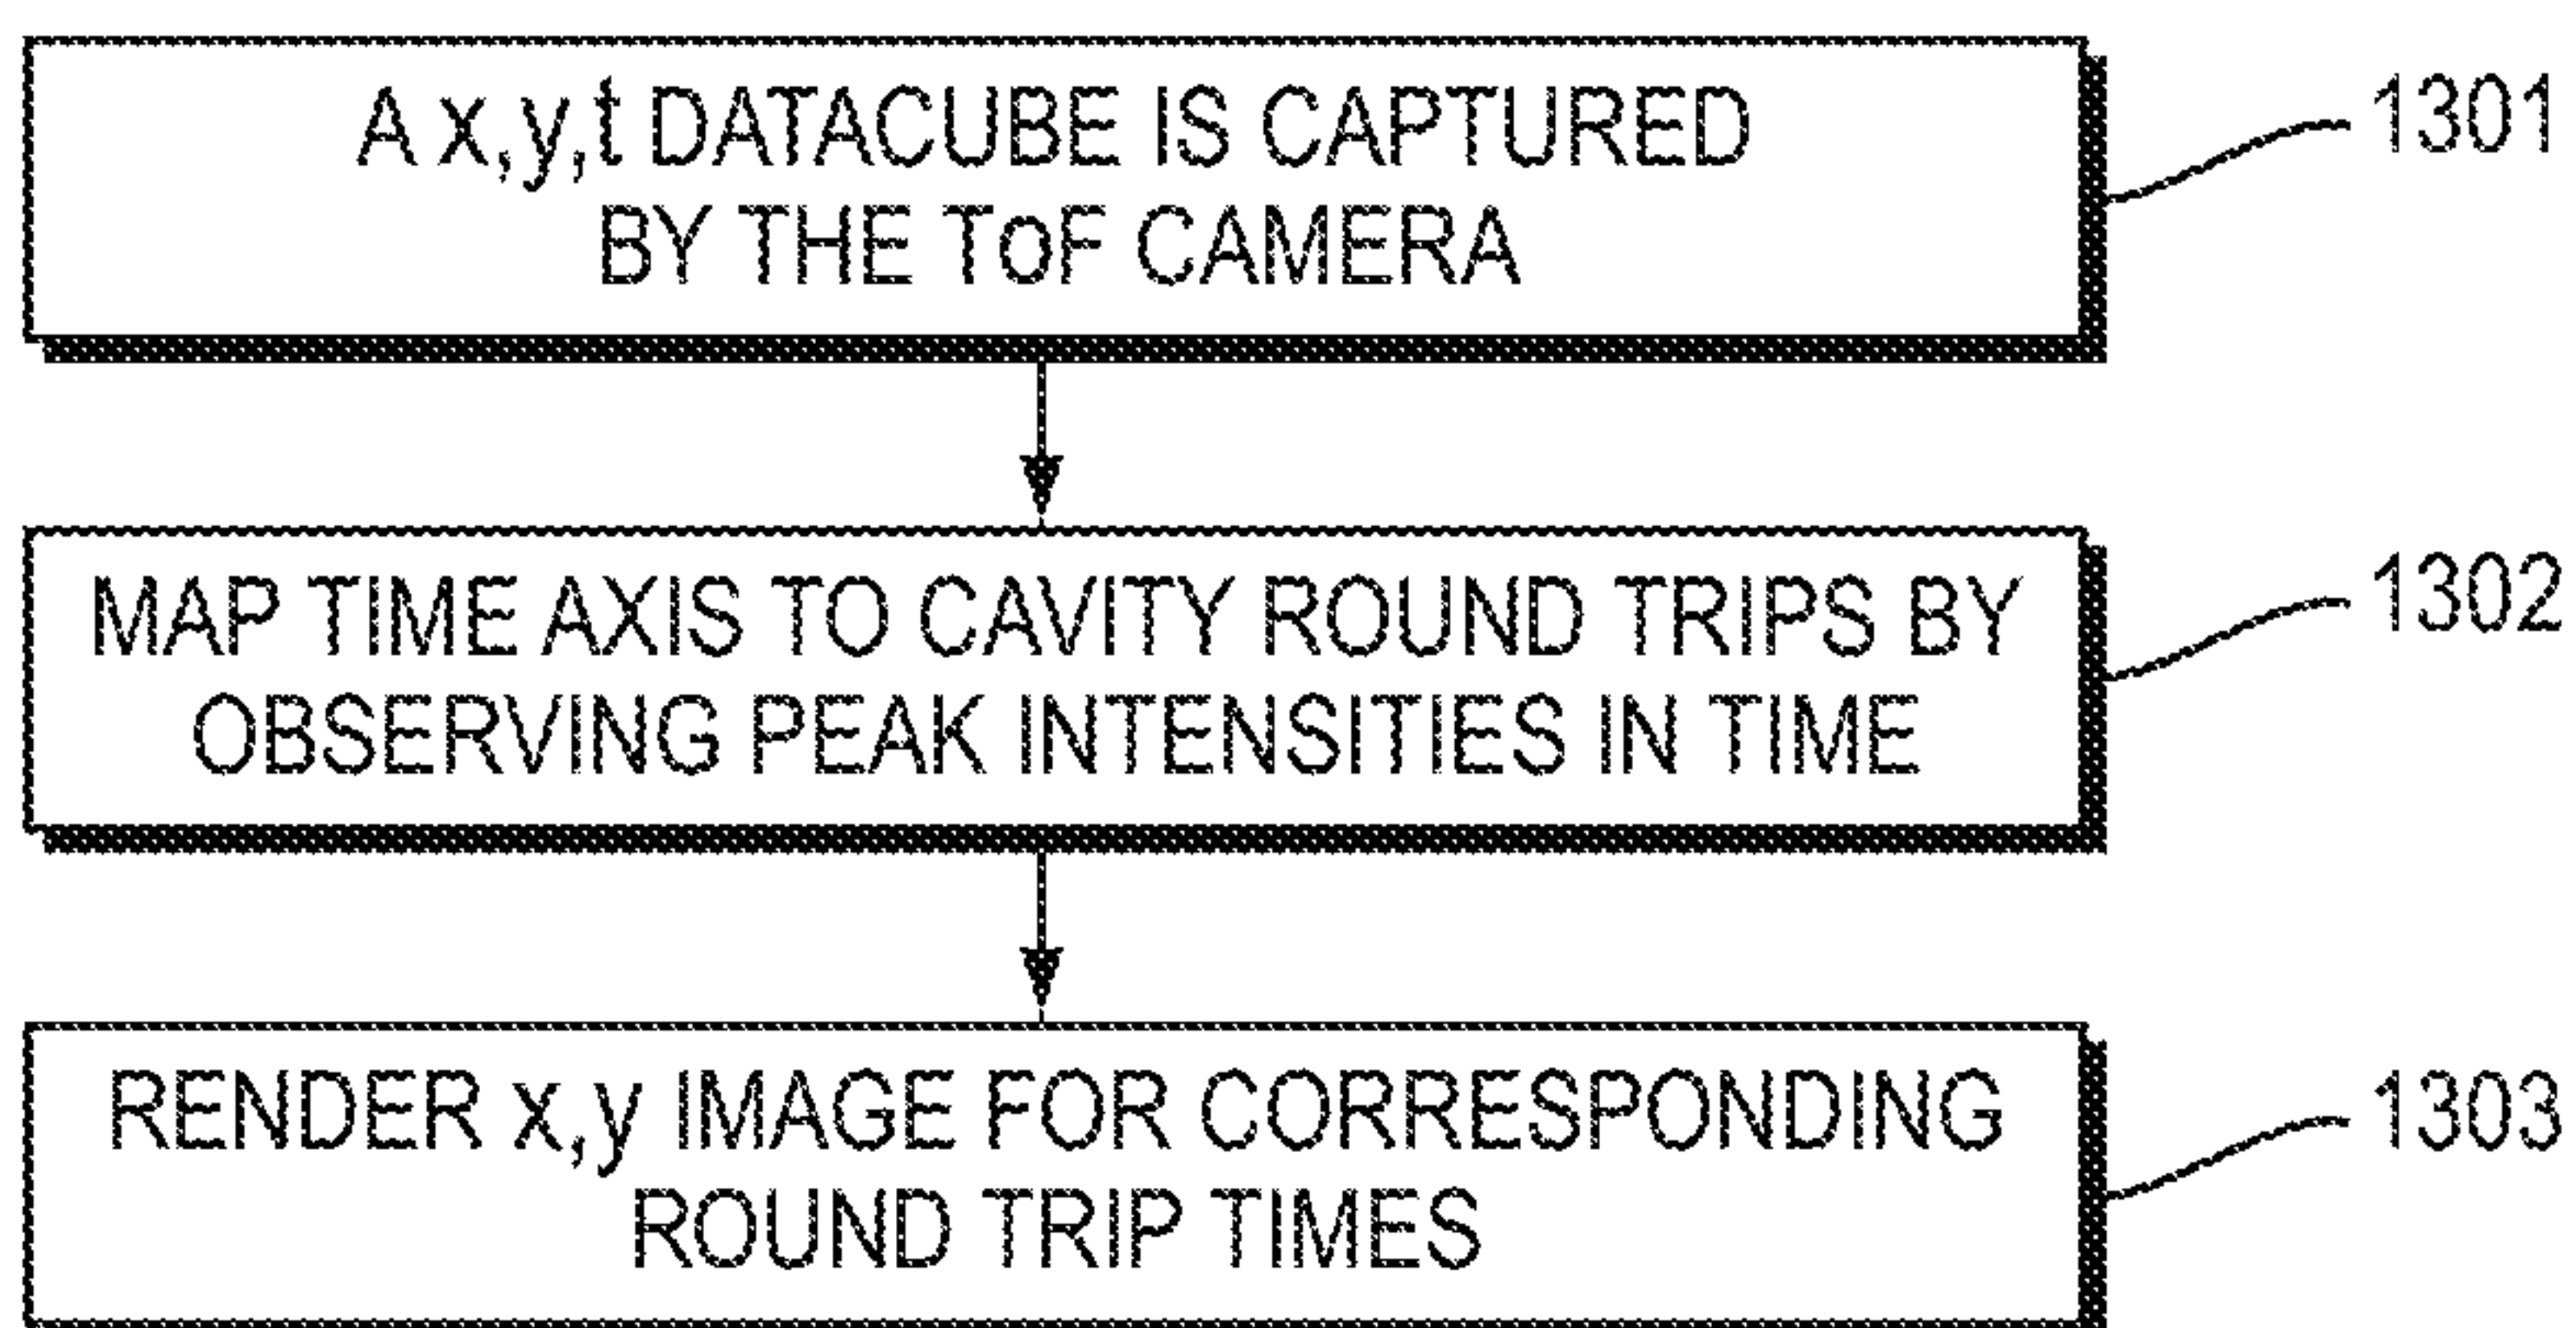 A x,y,t DATACUBE IS CAPTURED
BY THE ToF CAMERA
1301
MAP TIME AXIS TO CAVITY ROUND TRIPS BY
OBSERVING PEAK INTENSITIES IN TIME
1302
RENDER x,y IMAGE FOR CORRESPONDING
ROUND TRIP TIMES
1303